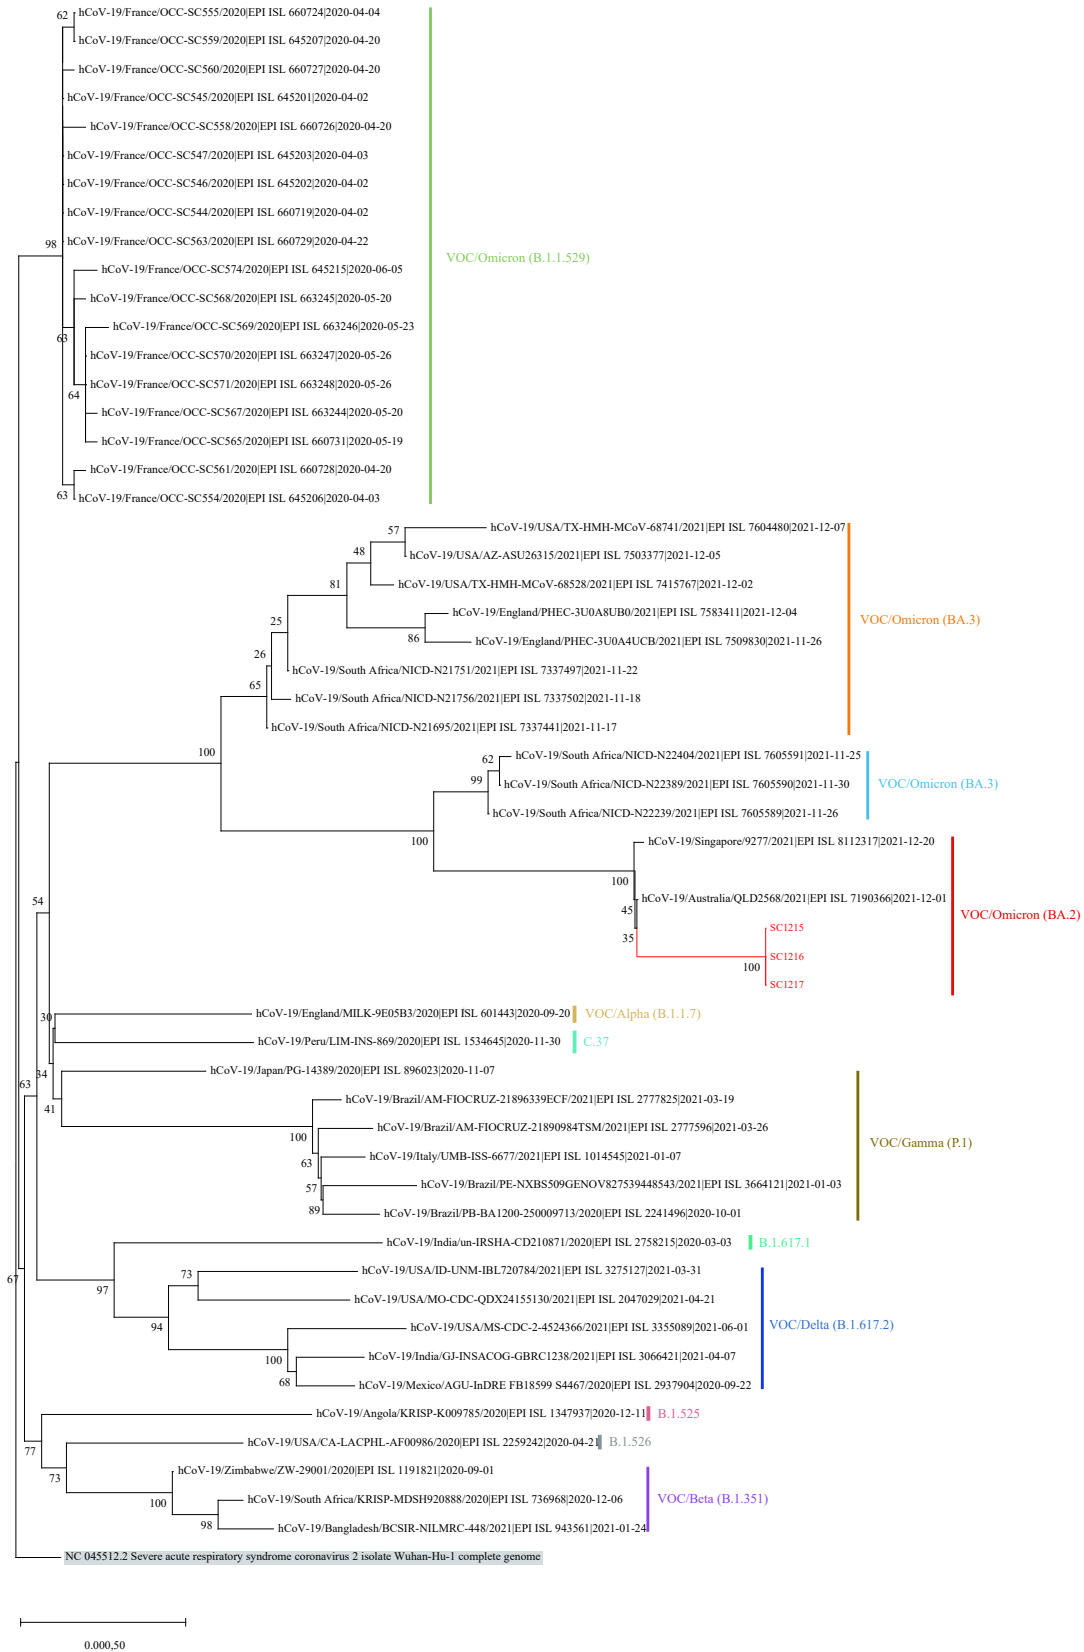 62
hCoV-19/France/OCC-SC555/2020|EPI ISL 660724|2020-04-04
hCoV-19/France/OCC-SC559/2020|EPI ISL 645207|2020-04-20
hCoV-19/France/OCC-SC560/2020|EPI ISL 660727|2020-04-20
hCoV-19/France/OCC-SC545/2020|EPI ISL 645201|2020-04-02
hCoV-19/France/OCC-SC558/2020|EPI ISL 660726|2020-04-20
hCoV-19/France/OCC-SC547/2020|EPI ISL 645203|2020-04-03
hCoV-19/France/OCC-SC546/2020|EPI ISL 645202|2020-04-02
hCoV-19/France/OCC-SC544/2020|EPI ISL 660719|2020-04-02
98
hCoV-19/France/OCC-SC563/2020|EPI ISL 660729|2020-04-22
VOC/Omicron (B.1.1.529)
hCoV-19/France/OCC-SC574/2020|EPI ISL 645215|2020-06-05
hCoV-19/France/OCC-SC568/2020|EPI ISL 663245|2020-05-20
hCoV-19/France/OCC-SC569/2020|EPI ISL 663246|2020-05-23
63
hCoV-19/France/OCC-SC570/2020|EPI ISL 663247|2020-05-26
hCoV-19/France/OCC-SC571/2020|EPI ISL 663248|2020-05-26
64
hCoV-19/France/OCC-SC567/2020|EPI ISL 663244|2020-05-20
hCoV-19/France/OCC-SC565/2020|EPI ISL 660731|2020-05-19
hCoV-19/France/OCC-SC561/2020|EPI ISL 660728|2020-04-20
63
hCoV-19/France/OCC-SC554/2020|EPI ISL 645206|2020-04-03
57
hCoV-19/USA/TX-HMH-MCoV-68741/2021|EPI ISL 7604480|2021-12-07
48
hCoV-19/USA/AZ-ASU26315/2021|EPI ISL 7503377|2021-12-05
81
hCoV-19/USA/TX-HMH-MCoV-68528/2021|EPI ISL 7415767|2021-12-02
hCoV-19/England/PHEC-3U0A8UB0/2021|EPI ISL 7583411|2021-12-04
25
86
VOC/Omicron (BA.3)
hCoV-19/England/PHEC-3U0A4UCB/2021|EPI ISL 7509830|2021-11-26
26
hCoV-19/South Africa/NICD-N21751/2021|EPI ISL 7337497|2021-11-22
65
hCoV-19/South Africa/NICD-N21756/2021|EPI ISL 7337502|2021-11-18
hCoV-19/South Africa/NICD-N21695/2021|EPI ISL 7337441|2021-11-17
100
62
hCoV-19/South Africa/NICD-N22404/2021|EPI ISL 7605591|2021-11-25
99
hCoV-19/South Africa/NICD-N22389/2021|EPI ISL 7605590|2021-11-30
VOC/Omicron (BA.3)
hCoV-19/South Africa/NICD-N22239/2021|EPI ISL 7605589|2021-11-26
100
hCoV-19/Singapore/9277/2021|EPI ISL 8112317|2021-12-20
100
hCoV-19/Australia/QLD2568/2021|EPI ISL 7190366|2021-12-01
54
45
VOC/Omicron (BA.2)
SC1215
35
SC1216
100
SC1217
30
hCoV-19/England/MILK-9E05B3/2020|EPI ISL 601443|2020-09-20
VOC/Alpha (B.1.1.7)
hCoV-19/Peru/LIM-INS-869/2020|EPI ISL 1534645|2020-11-30
C.37
34
hCoV-19/Japan/PG-14389/2020|EPI ISL 896023|2020-11-07
63
41
hCoV-19/Brazil/AM-FIOCRUZ-21896339ECF/2021|EPI ISL 2777825|2021-03-19
100
hCoV-19/Brazil/AM-FIOCRUZ-21890984TSM/2021|EPI ISL 2777596|2021-03-26
VOC/Gamma (P.1)
63
hCoV-19/Italy/UMB-ISS-6677/2021|EPI ISL 1014545|2021-01-07
57
hCoV-19/Brazil/PE-NXBS509GENOV827539448543/2021|EPI ISL 3664121|2021-01-03
89
hCoV-19/Brazil/PB-BA1200-250009713/2020|EPI ISL 2241496|2020-10-01
hCoV-19/India/un-IRSHA-CD210871/2020|EPI ISL 2758215|2020-03-03
B.1.617.1
67
73
hCoV-19/USA/ID-UNM-IBL720784/2021|EPI ISL 3275127|2021-03-31
97
hCoV-19/USA/MO-CDC-QDX24155130/2021|EPI ISL 2047029|2021-04-21
94
hCoV-19/USA/MS-CDC-2-4524366/2021|EPI ISL 3355089|2021-06-01
VOC/Delta (B.1.617.2)
100
hCoV-19/India/GJ-INSACOG-GBRC1238/2021|EPI ISL 3066421|2021-04-07
68
hCoV-19/Mexico/AGU-InDRE FB18599 S4467/2020|EPI ISL 2937904|2020-09-22
hCoV-19/Angola/KRISP-K009785/2020|EPI ISL 1347937|2020-12-11
B.1.525
77
hCoV-19/USA/CA-LACPHL-AF00986/2020|EPI ISL 2259242|2020-04-21
B.1.526
73
hCoV-19/Zimbabwe/ZW-29001/2020|EPI ISL 1191821|2020-09-01
100
hCoV-19/South Africa/KRISP-MDSH920888/2020|EPI ISL 736968|2020-12-06
VOC/Beta (B.1.351)
98
hCoV-19/Bangladesh/BCSIR-NILMRC-448/2021|EPI ISL 943561|2021-01-24
NC 045512.2 Severe acute respiratory syndrome coronavirus 2 isolate Wuhan-Hu-1 complete genome
0.000,50